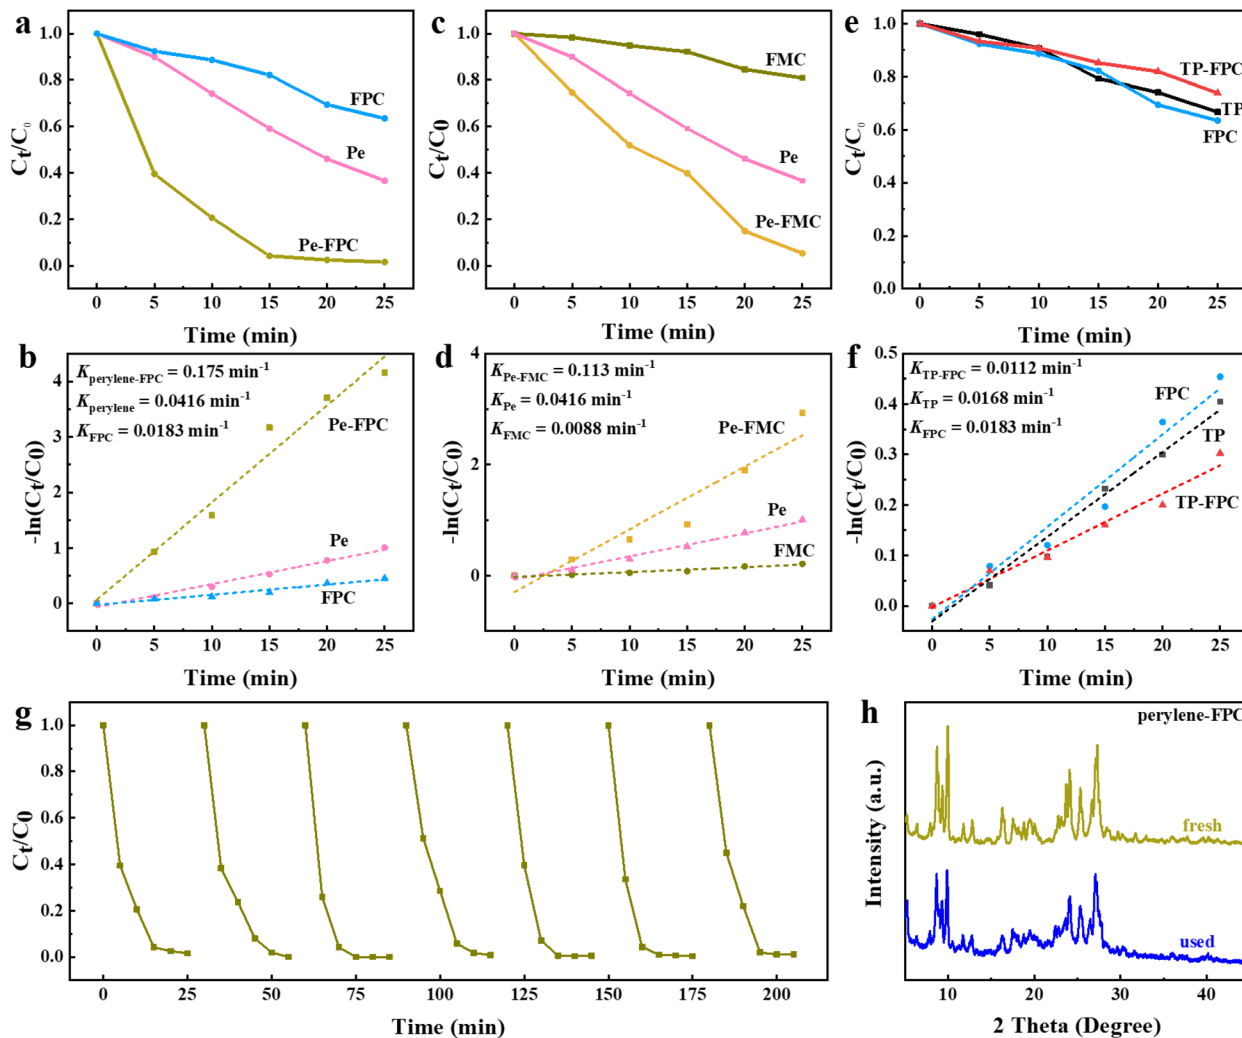 a
1.0
0.8
0.6
0.4
0.2
0.0
Ct/C₀
FPC
Pe
Pe-FPC
0 5 10 15 20 25
Time (min)
c
1.0
0.8
0.6
0.4
0.2
0.0
Ct/C0
FMC
Pe
Pe-FMC
0 5 10 15 20 25
Time (min)
e
1.0
0.8
0.6
0.4
0.2
0.0
Ct/C₀
TP-FPC
TP
FPC
0 5 10 15 20 25
Time (min)
b
4
3
2
1
0
-ln(Ct/C0)
K perylene-FPC = 0.175 min⁻¹
K perylene = 0.0416 min⁻¹
K FPC = 0.0183 min⁻¹
Pe-FPC
Pe
FPC
0 5 10 15 20 25
Time (min)
d
4
2
0
-ln(Ct/C0)
K Pe-FMC = 0.113 min⁻¹
K Pe = 0.0416 min⁻¹
K FMC = 0.0088 min⁻¹
Pe-FMC
Pe
FMC
0 5 10 15 20 25
Time (min)
f
0.5
0.4
0.3
0.2
0.1
0.0
-ln(Ct/C0)
K TP-FPC = 0.0112 min⁻¹
K TP = 0.0168 min⁻¹
K FPC = 0.0183 min⁻¹
FPC
TP
TP-FPC
0 5 10 15 20 25
Time (min)
g
1.0
0.8
0.6
0.4
0.2
0.0
Ct/C0
0 25 50 75 100 125 150 175 200
Time (min)
h
perylene-FPC
Intensity (a.u.)
fresh
used
10 20 30 40
2 Theta (Degree)